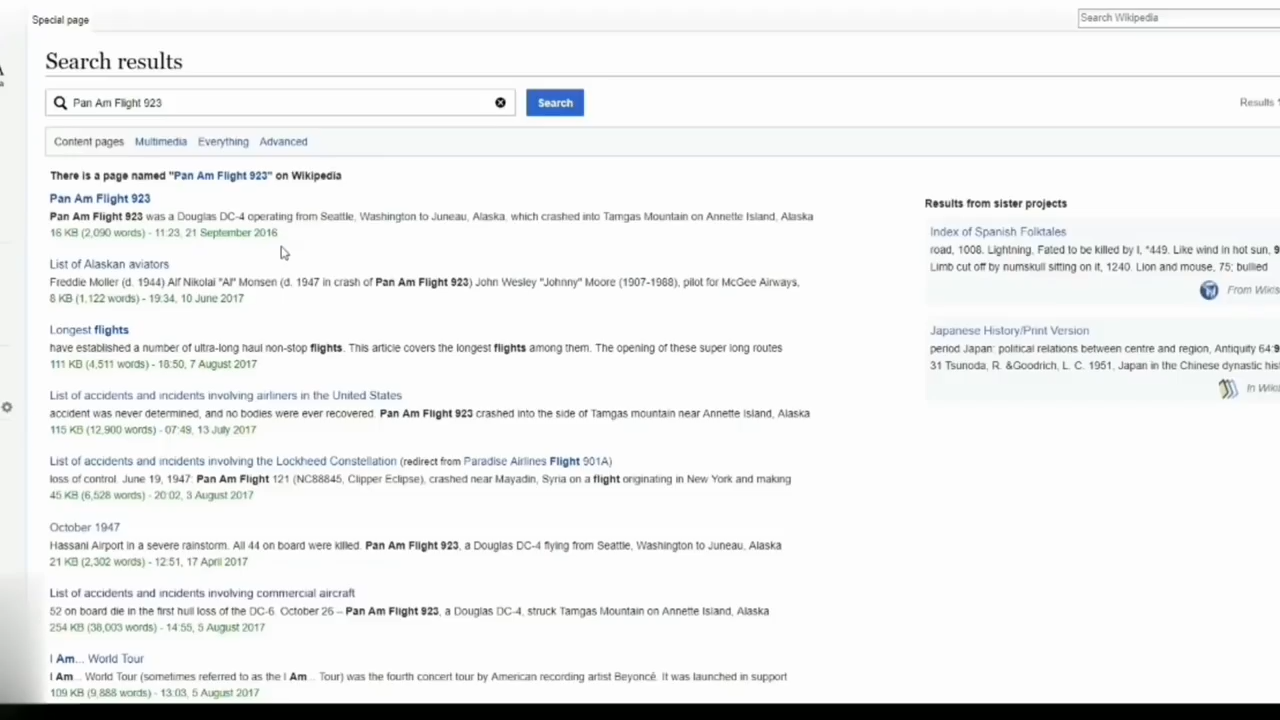 Special page
Search Wikipedia
Search results
Pan Am Flight 923
Search
Results
Content pages Multimedia Everything Advanced
There is a page named "Pan Am Flight 923" on Wikipedia
Pan Am Flight 923
Pan Am Flight 923 was a Douglas DC-4 operating from Seattle, Washington to Juneau, Alaska, which crashed into Tamgas Mountain on Annette Island, Alaska
16 KB (2,090 words) - 11:23, 21 September 2016
List of Alaskan aviators
Freddie Moller (d. 1944) Alf Nikolai "Al" Monsen (d. 1947 in crash of Pan Am Flight 923) John Wesley "Johnny" Moore (1907-1988), pilot for McGee Airways,
8 KB (1,122 words) - 19:34, 10 June 2017
Longest flights
have established a number of ultra-long haul non-stop flights. This article covers the longest flights among them. The opening of these super long routes
111 KB (4,511 words) - 18:50, 7 August 2017
List of accidents and incidents involving airliners in the United States
accident was never determined, and no bodies were ever recovered. Pan Am Flight 923 crashed into the side of Tamgas mountain near Annette Island, Alaska
115 KB (12,900 words) - 07:49, 13 July 2017
List of accidents and incidents involving the Lockheed Constellation (redirect from Paradise Airlines Flight 901A)
loss of control. June 19, 1947: Pan Am Flight 121 (NC88845, Clipper Eclipse), crashed near Mayadin, Syria on a flight originating in New York and making
45 KB (6,528 words) - 20:02, 3 August 2017
October 1947
Hassani Airport in a severe rainstorm. All 44 on board were killed. Pan Am Flight 923, a Douglas DC-4 flying from Seattle, Washington to Juneau, Alaska
21 KB (2,302 words) - 12:51, 17 April 2017
List of accidents and incidents involving commercial aircraft
52 on board die in the first hull loss of the DC-6. October 26 – Pan Am Flight 923, a Douglas DC-4, struck Tamgas Mountain on Annette Island, Alaska
254 KB (38,003 words) - 14:55, 5 August 2017
I Am... World Tour
I Am... World Tour (sometimes referred to as the I Am... Tour) was the fourth concert tour by American recording artist Beyoncé. It was launched in support
109 KB (9,888 words) - 13:03, 5 August 2017
Results from sister projects
Index of Spanish Folktales
road, 1008. Lightning, Fated to be killed by l, *449. Like wind in hot sun, 9
Limb cut off by numskull sitting on it, 1240. Lion and mouse, 75; bullied
From Wikis
Japanese History/Print Version
period Japan: political relations between centre and region, Antiquity 64:9
31 Tsunoda, R. &Goodrich, L. C. 1951, Japan in the Chinese dynastic hist
In Wiki